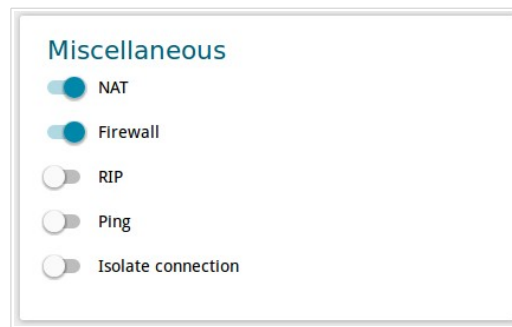 Miscellaneous
NAT
Firewall
RIP
Ping
Isolate connection